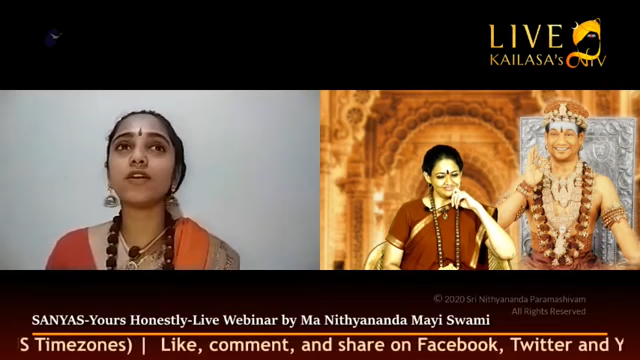 LIVE
KAILASA's NTV
© 2020 Sri Nithyananda Paramashivam
All Rights Reserved
SANYAS-Yours Honestly-Live Webinar by Ma Nithyananda Mayi Swami
S Timezones) | Like, comment, and share on Facebook, Twitter and Y